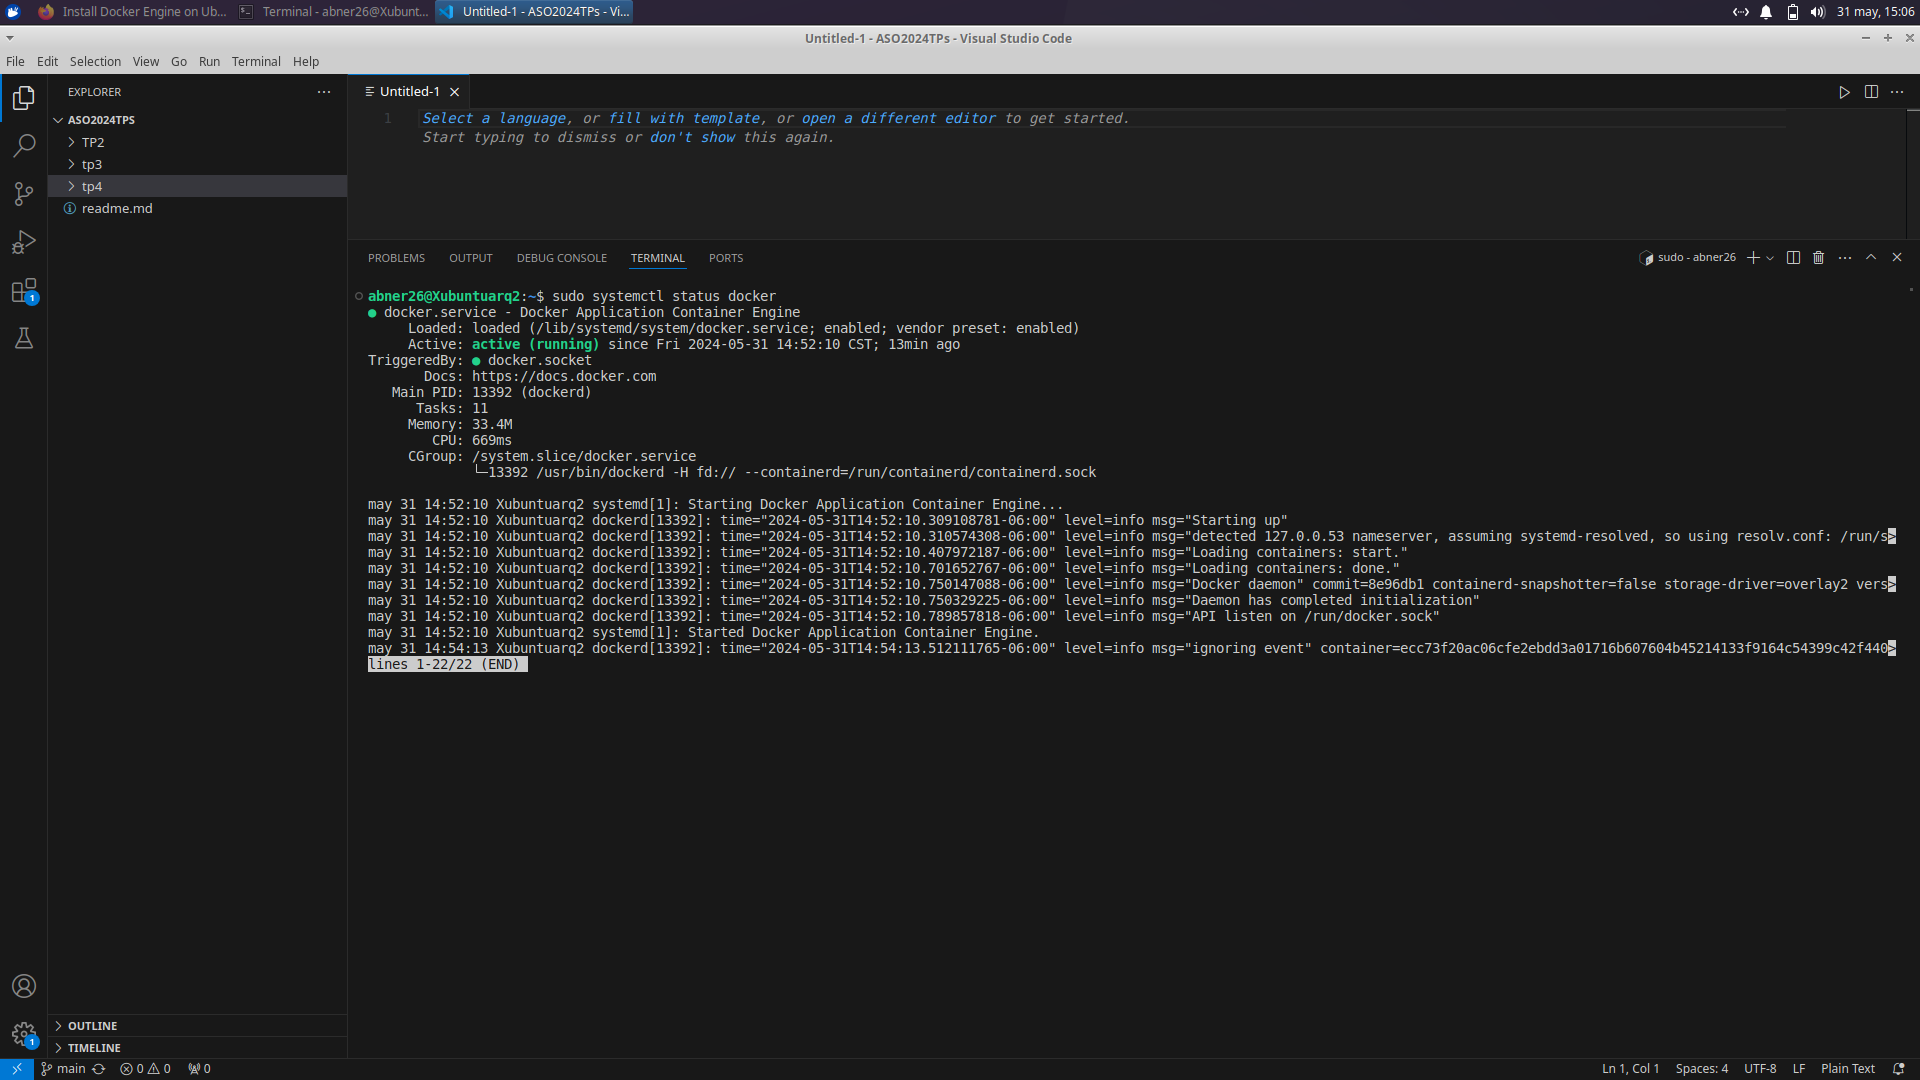 Install Docker Engine on Ub...
Terminal - abner26@Xubunt...
Untitled-1 - ASO2024TPs - Vi...
31 may, 15:06
Untitled-1 - ASO2024TPs - Visual Studio Code
File Edit Selection View Go Run Terminal Help
EXPLORER
ASO2024TPS
TP2
tp3
tp4
readme.md
OUTLINE
TIMELINE
Untitled-1
1 Select a language, or fill with template, or open a different editor to get started.
Start typing to dismiss or don't show this again.
PROBLEMS OUTPUT DEBUG CONSOLE TERMINAL PORTS
sudo - abner26
abner26@Xubuntuarq2:~$ sudo systemctl status docker
● docker.service - Docker Application Container Engine
Loaded: loaded (/lib/systemd/system/docker.service; enabled; vendor preset: enabled)
Active: active (running) since Fri 2024-05-31 14:52:10 CST; 13min ago
TriggeredBy: ● docker.socket
Docs: https://docs.docker.com
Main PID: 13392 (dockerd)
Tasks: 11
Memory: 33.4M
CPU: 669ms
CGroup: /system.slice/docker.service
└─13392 /usr/bin/dockerd -H fd:// --containerd=/run/containerd/containerd.sock
may 31 14:52:10 Xubuntuarq2 systemd[1]: Starting Docker Application Container Engine...
may 31 14:52:10 Xubuntuarq2 dockerd[13392]: time="2024-05-31T14:52:10.309108781-06:00" level=info msg="Starting up"
may 31 14:52:10 Xubuntuarq2 dockerd[13392]: time="2024-05-31T14:52:10.310574308-06:00" level=info msg="detected 127.0.0.53 nameserver, assuming systemd-resolved, so using resolv.conf: /run/s>
may 31 14:52:10 Xubuntuarq2 dockerd[13392]: time="2024-05-31T14:52:10.407972187-06:00" level=info msg="Loading containers: start."
may 31 14:52:10 Xubuntuarq2 dockerd[13392]: time="2024-05-31T14:52:10.701652767-06:00" level=info msg="Loading containers: done."
may 31 14:52:10 Xubuntuarq2 dockerd[13392]: time="2024-05-31T14:52:10.750147088-06:00" level=info msg="Docker daemon" commit=8e96db1 containerd-snapshotter=false storage-driver=overlay2 vers>
may 31 14:52:10 Xubuntuarq2 dockerd[13392]: time="2024-05-31T14:52:10.750329225-06:00" level=info msg="Daemon has completed initialization"
may 31 14:52:10 Xubuntuarq2 dockerd[13392]: time="2024-05-31T14:52:10.789857818-06:00" level=info msg="API listen on /run/docker.sock"
may 31 14:52:10 Xubuntuarq2 systemd[1]: Started Docker Application Container Engine.
may 31 14:54:13 Xubuntuarq2 dockerd[13392]: time="2024-05-31T14:54:13.512111765-06:00" level=info msg="ignoring event" container=ecc73f20ac06cfe2ebdd3a01716b607604b45214133f9164c54399c42f440>
lines 1-22/22 (END)
1
1
main 0 0 0
Ln 1, Col 1 Spaces: 4 UTF-8 LF Plain Text